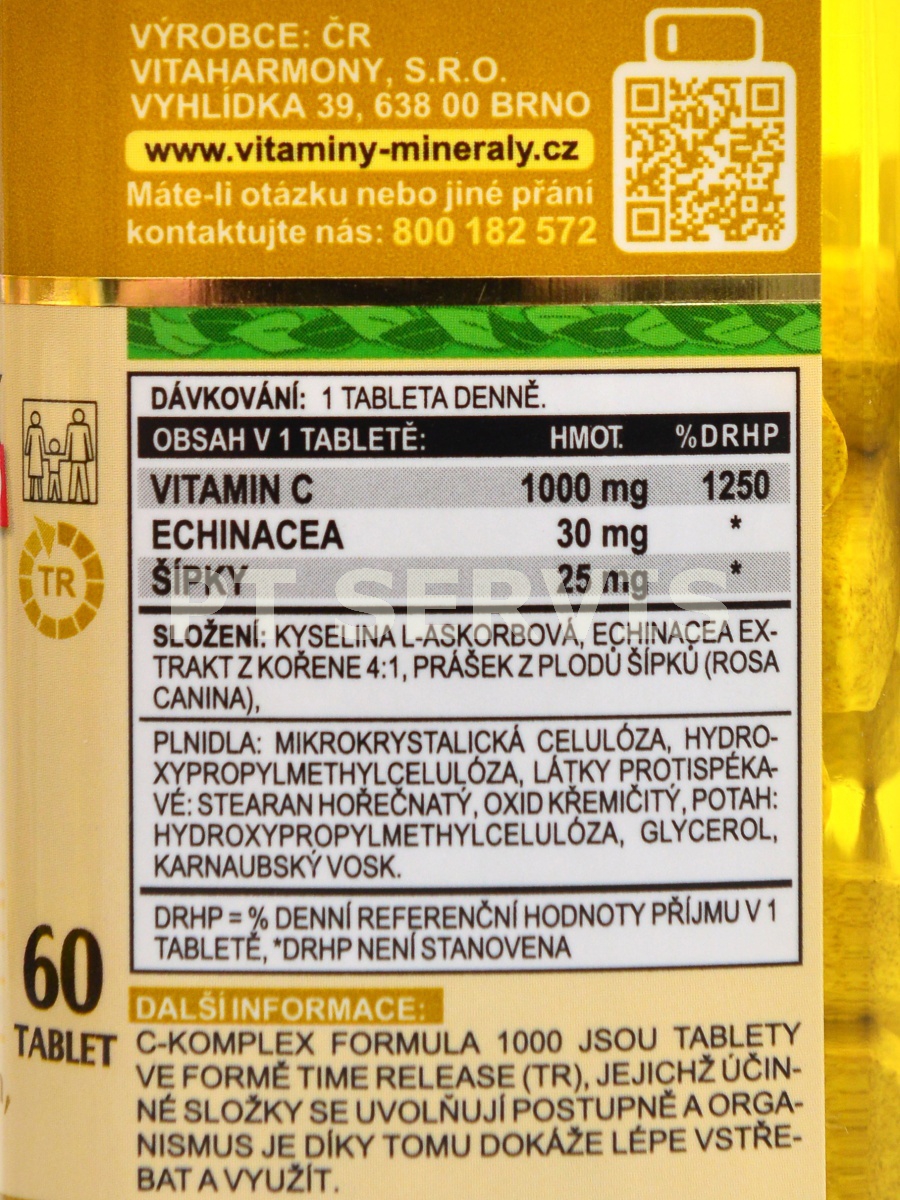 VÝROBCE: ČR
VITAHARMONY, S.R.O.
VYHLÍDKA 39, 638 00 BRNO
www.vitaminy-mineraly.cz
Máte-li otázku nebo jiné přání
kontaktujte nás: 800 182 572
DÁVKOVÁNÍ: 1 TABLETA DENNĚ.
OBSAH V 1 TABLETĚ: HMOT. %DRHP
VITAMIN C 1000 mg 1250
ECHINACEA 30 mg *
ŠÍPKY 25 mg *
PT SERVIS
TR
SLOŽENÍ: KYSELINA L-ASKORBOVÁ, ECHINACEA EX-
TRAKT Z KOŘENE 4:1, PRÁŠEK Z PLODŮ ŠÍPKŮ (ROSA
CANINA),
PLNIDLA: MIKROKRYSTALICKÁ CELULÓZA, HYDRO-
XYPROPYLMETHYLCELULÓZA, LÁTKY PROTISPÉKA-
VÉ: STEARAN HOŘEČNATÝ, OXID KŘEMIČITÝ, POTAH:
HYDROXYPROPYLMETHYLCELULÓZA, GLYCEROL,
KARNAUBSKÝ VOSK.
DRHP = % DENNÍ REFERENČNÍ HODNOTY PŘÍJMU V 1
TABLETĚ, *DRHP NENÍ STANOVENA
60
TABLET
DALŠÍ INFORMACE:
C-KOMPLEX FORMULA 1000 JSOU TABLETY
VE FORMĚ TIME RELEASE (TR), JEJICHŽ ÚČIN-
NÉ SLOŽKY SE UVOLŇUJÍ POSTUPNĚ A ORGA-
NISMUS JE DÍKY TOMU DOKÁŽE LÉPE VSTŘE-
BAT A VYUŽÍT.